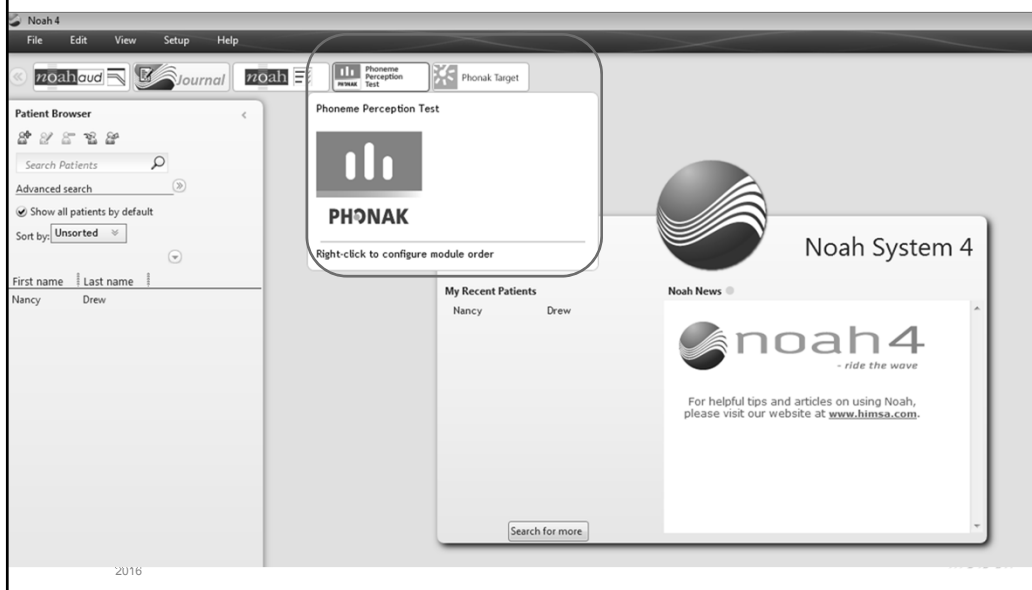 Noah 4
File Edit View Setup Help
noahaud Journal noah Phoneme Perception Test Phonak Target
PHONAK
Patient Browser
Phoneme Perception Test
Search Patients
Advanced search
Show all patients by default
PHONAK
Sort by: Unsorted
Right-click to configure module order
Noah System 4
First name Last name
Nancy Drew
My Recent Patients
Nancy Drew
Noah News
noah4
- ride the wave
For helpful tips and articles on using Noah,
please visit our website at www.himsa.com.
Search for more
2016